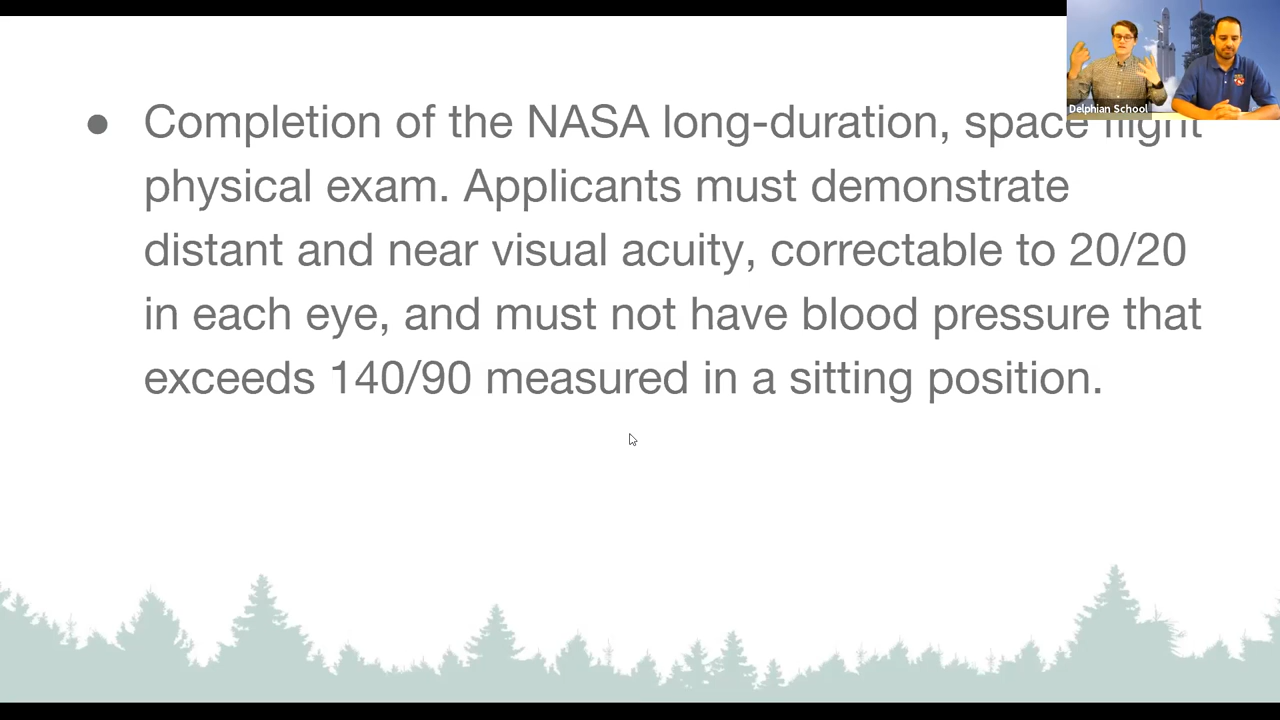 Delphian School
● Completion of the NASA long-duration, space flight
physical exam. Applicants must demonstrate
distant and near visual acuity, correctable to 20/20
in each eye, and must not have blood pressure that
exceeds 140/90 measured in a sitting position.